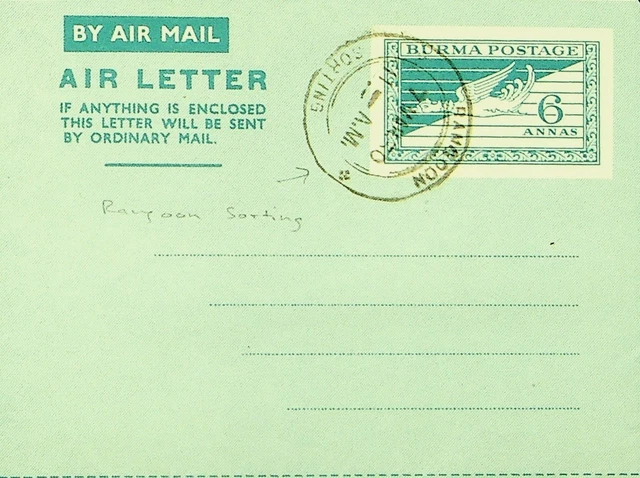 BY AIR MAIL
AIR LETTER
IF ANYTHING IS ENCLOSED
THIS LETTER WILL BE SENT
BY ORDINARY MAIL.
BURMA POSTAGE
6
ANNAS
RANGOON SORTING
A.M.
Rangoon Sorting